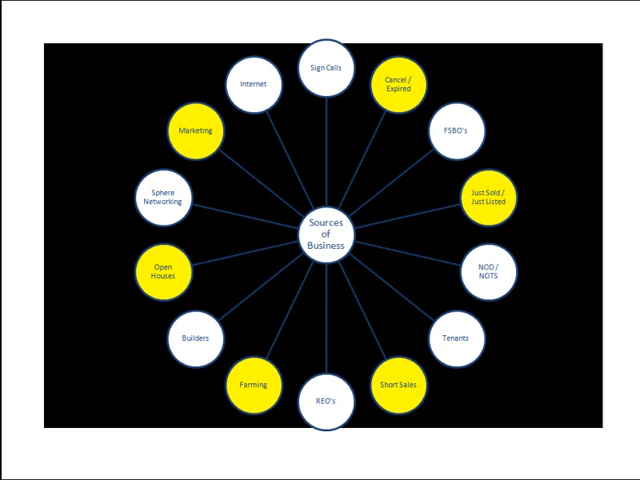 Sign Calls
Internet
Cancel /
Expired
Marketing
FSBO's
Sphere
Networking
Just Sold /
Just Listed
Sources
of
Business
Open
Houses
NOD /
NOTS
Builders
Tenants
Farming
Short Sales
REO's